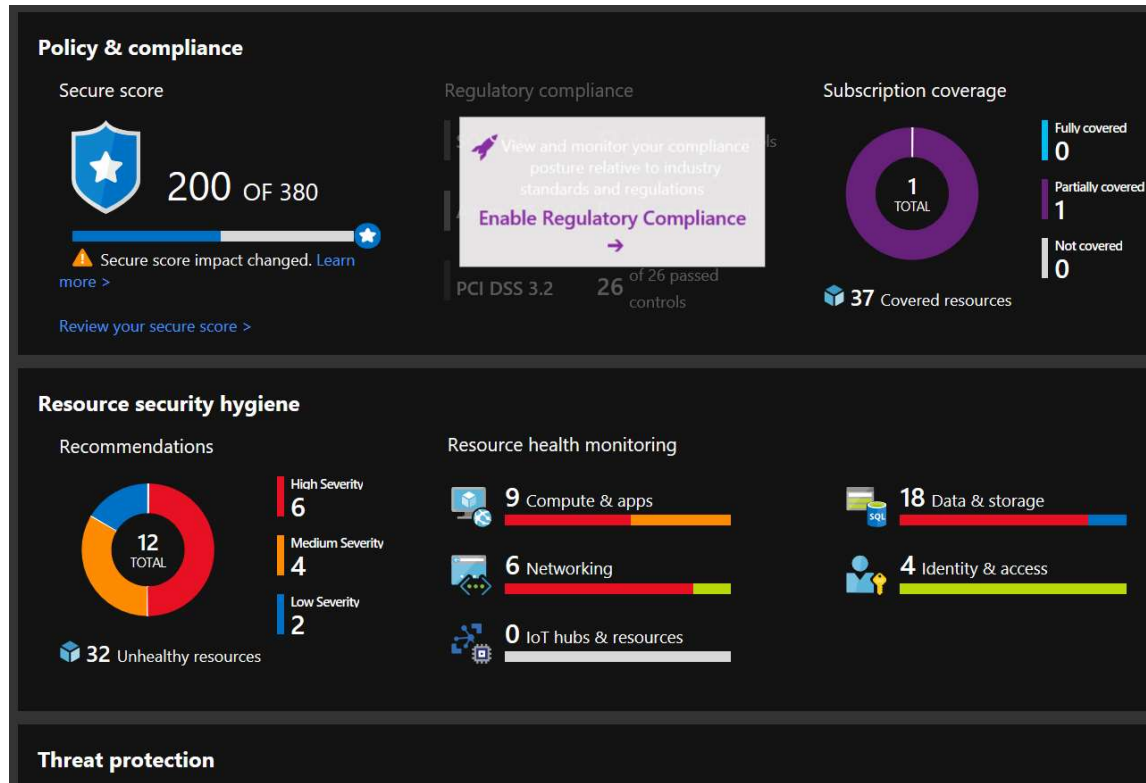 Policy & compliance
Secure score
200 OF 380
Secure score impact changed. Learn
more >
Review your secure score >
Regulatory compliance
View and monitor your compliance
posture relative to industry
standards and regulations
Enable Regulatory Compliance
→
PCI DSS 3.2 26 of 26 passed
controls
Subscription coverage
1
TOTAL
Fully covered
0
Partially covered
1
Not covered
0
37 Covered resources
Resource security hygiene
Recommendations
12
TOTAL
High Severity
6
Medium Severity
4
Low Severity
2
32 Unhealthy resources
Resource health monitoring
9 Compute & apps
18 Data & storage
SQL
6 Networking
4 Identity & access
0 IoT hubs & resources
Threat protection